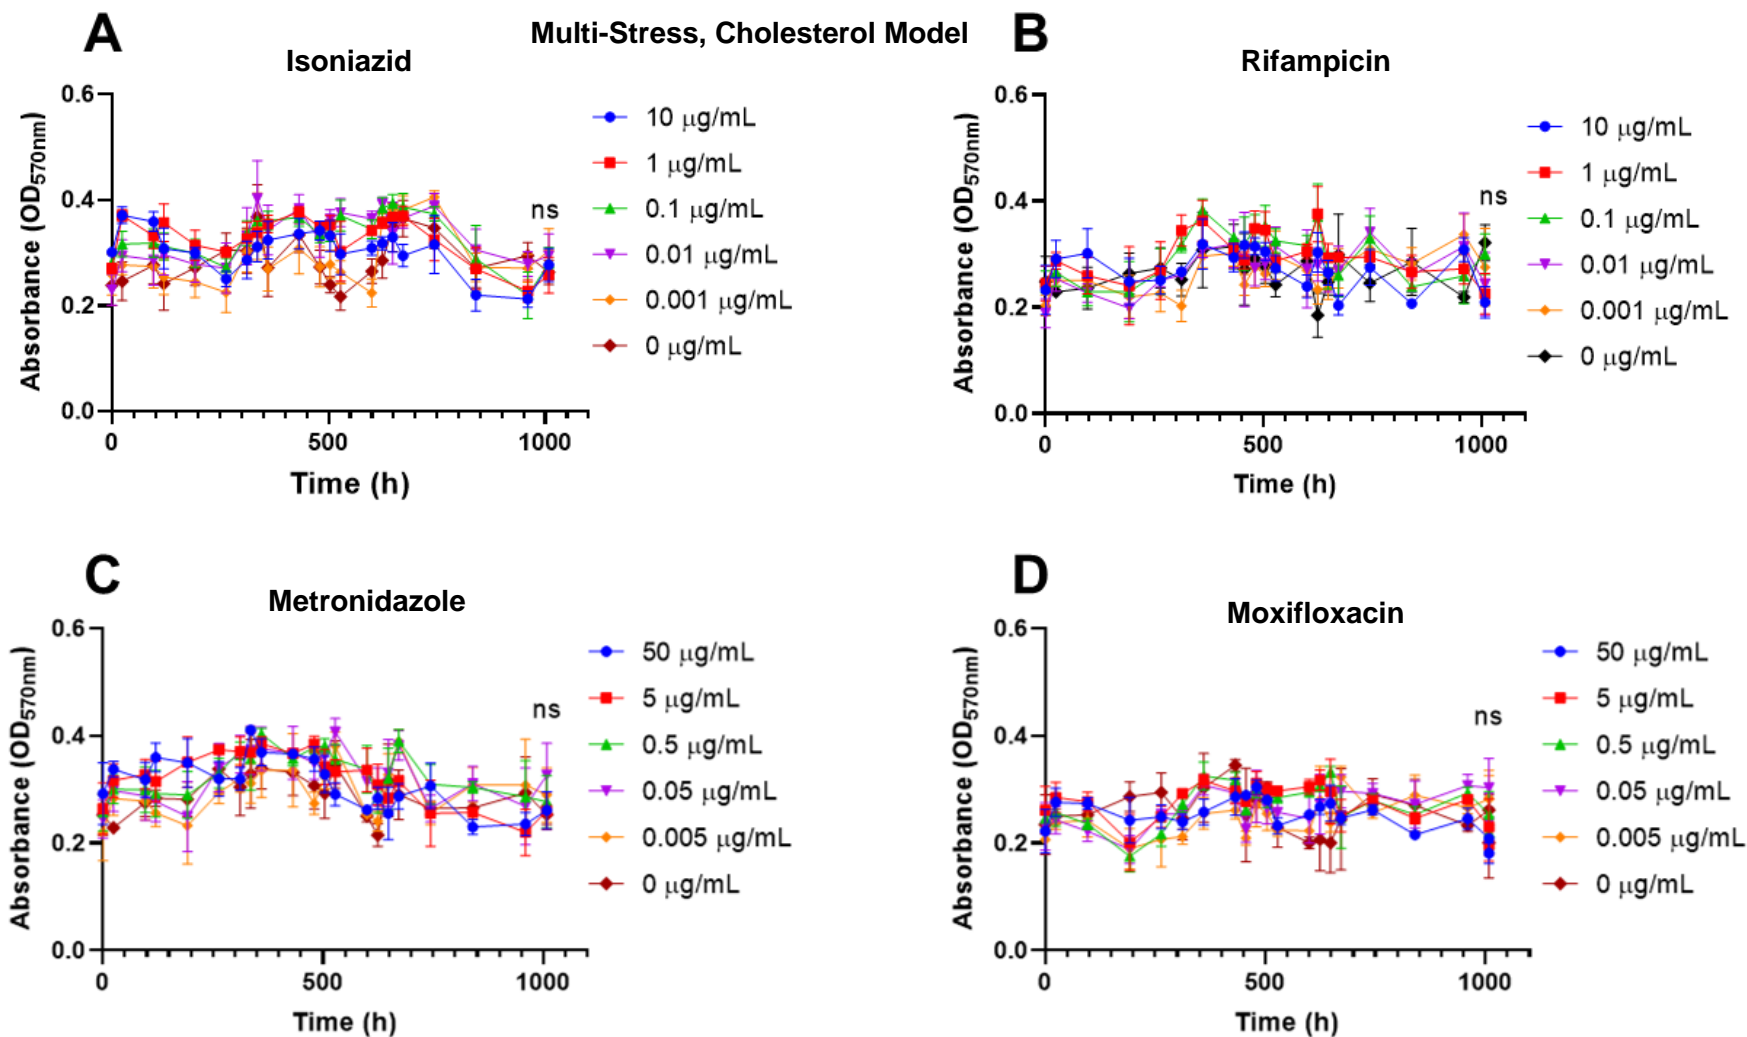 Multi-Stress, Cholesterol Model
A
Isoniazid
Absorbance (OD570nm)
0.6
0.4
0.2
0.0
0
500
1000
Time (h)
ns
10 μg/mL
1 μg/mL
0.1 μg/mL
0.01 μg/mL
0.001 μg/mL
0 μg/mL
B
Rifampicin
Absorbance (OD570nm)
0.6
0.4
0.2
0.0
0
500
1000
Time (h)
ns
10 μg/mL
1 μg/mL
0.1 μg/mL
0.01 μg/mL
0.001 μg/mL
0 μg/mL
C
Metronidazole
Absorbance (OD570nm)
0.6
0.4
0.2
0.0
0
500
1000
Time (h)
ns
50 μg/mL
5 μg/mL
0.5 μg/mL
0.05 μg/mL
0.005 μg/mL
0 μg/mL
D
Moxifloxacin
Absorbance (OD570nm)
0.6
0.4
0.2
0.0
0
500
1000
Time (h)
ns
50 μg/mL
5 μg/mL
0.5 μg/mL
0.05 μg/mL
0.005 μg/mL
0 μg/mL